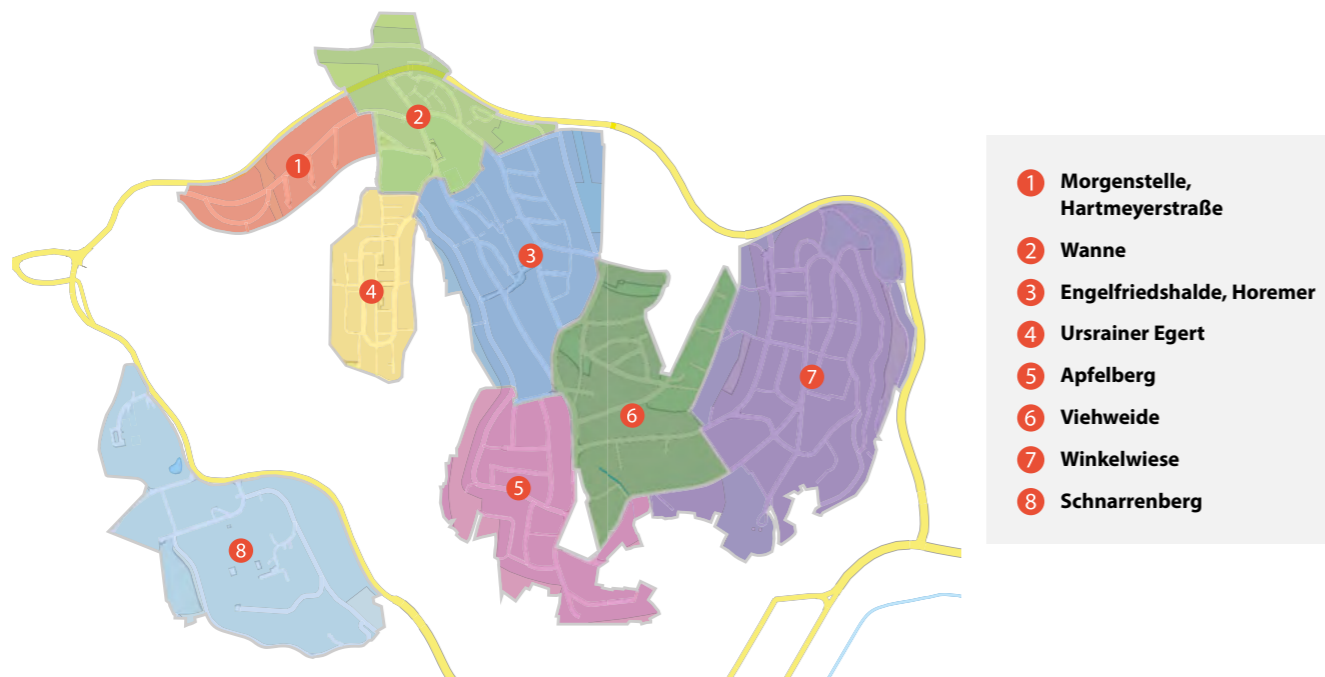 2
1
3
4
7
6
5
8
1 Morgenstelle,
Hartmeyerstraße
2 Wanne
3 Engelfriedshalde, Horemer
4 Ursrainer Egert
5 Apfelberg
6 Viehweide
7 Winkelwiese
8 Schnarrenberg